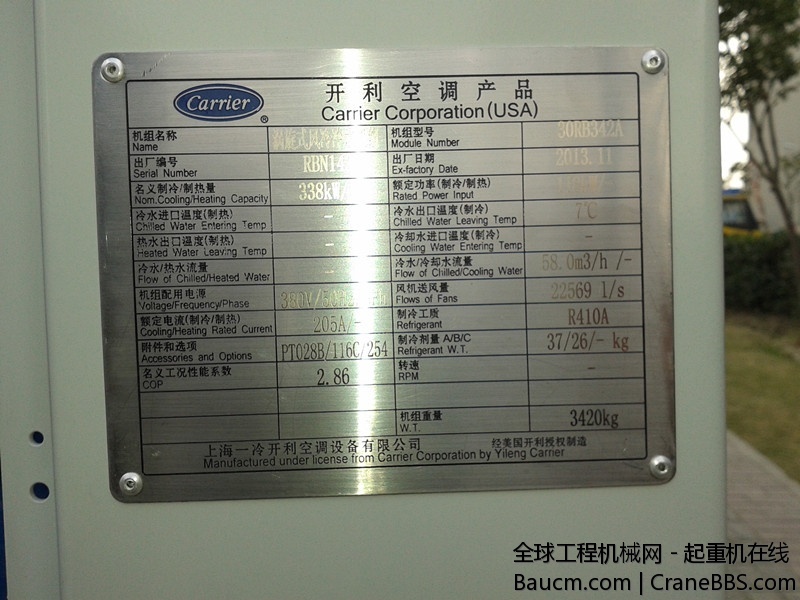 Carrier ®
开利空调产品
Carrier Corporation (USA)
机组名称
Name
机组型号 30RB342A
Module Number
出厂编号 RBN14
Serial Number
出厂日期 2013.11
Ex-factory Date
名义制冷/制热量 338kW/
Nom.Cooling/Heating Capacity
额定功率(制冷/制热)
Rated Power Input
冷水进口温度(制热) -
Chilled Water Entering Temp
冷水出口温度(制冷) 7℃
Chilled Water Leaving Temp
热水出口温度(制热) -
Heated Water Leaving Temp
冷却水进口温度(制冷) -
Cooling Water Entering Temp
冷水/热水流量 -
Flow of Chilled/Heated Water
冷水/冷却水流量 58.0m3/h /-
Flow of Chilled/Cooling Water
机组配用电源 380V/
Voltage/Frequency/Phase
风机送风量 22569 l/s
Flows of Fans
额定电流(制冷/制热) 205A/-
Cooling/Heating Rated Current
制冷工质 R410A
Refrigerant
附件和选项 PT028B/116C/254
Accessories and Options
制冷剂量 A/B/C 37/26/- kg
Refrigerant W.T.
名义工况性能系数 2.86
COP
转速 -
RPM
机组重量 3420kg
W.T.
上海一冷开利空调设备有限公司 经美国开利授权制造
Manufactured under license from Carrier Corporation by Yileng Carrier
全球工程机械网 - 起重机在线
Baucm.com | CraneBBS.com